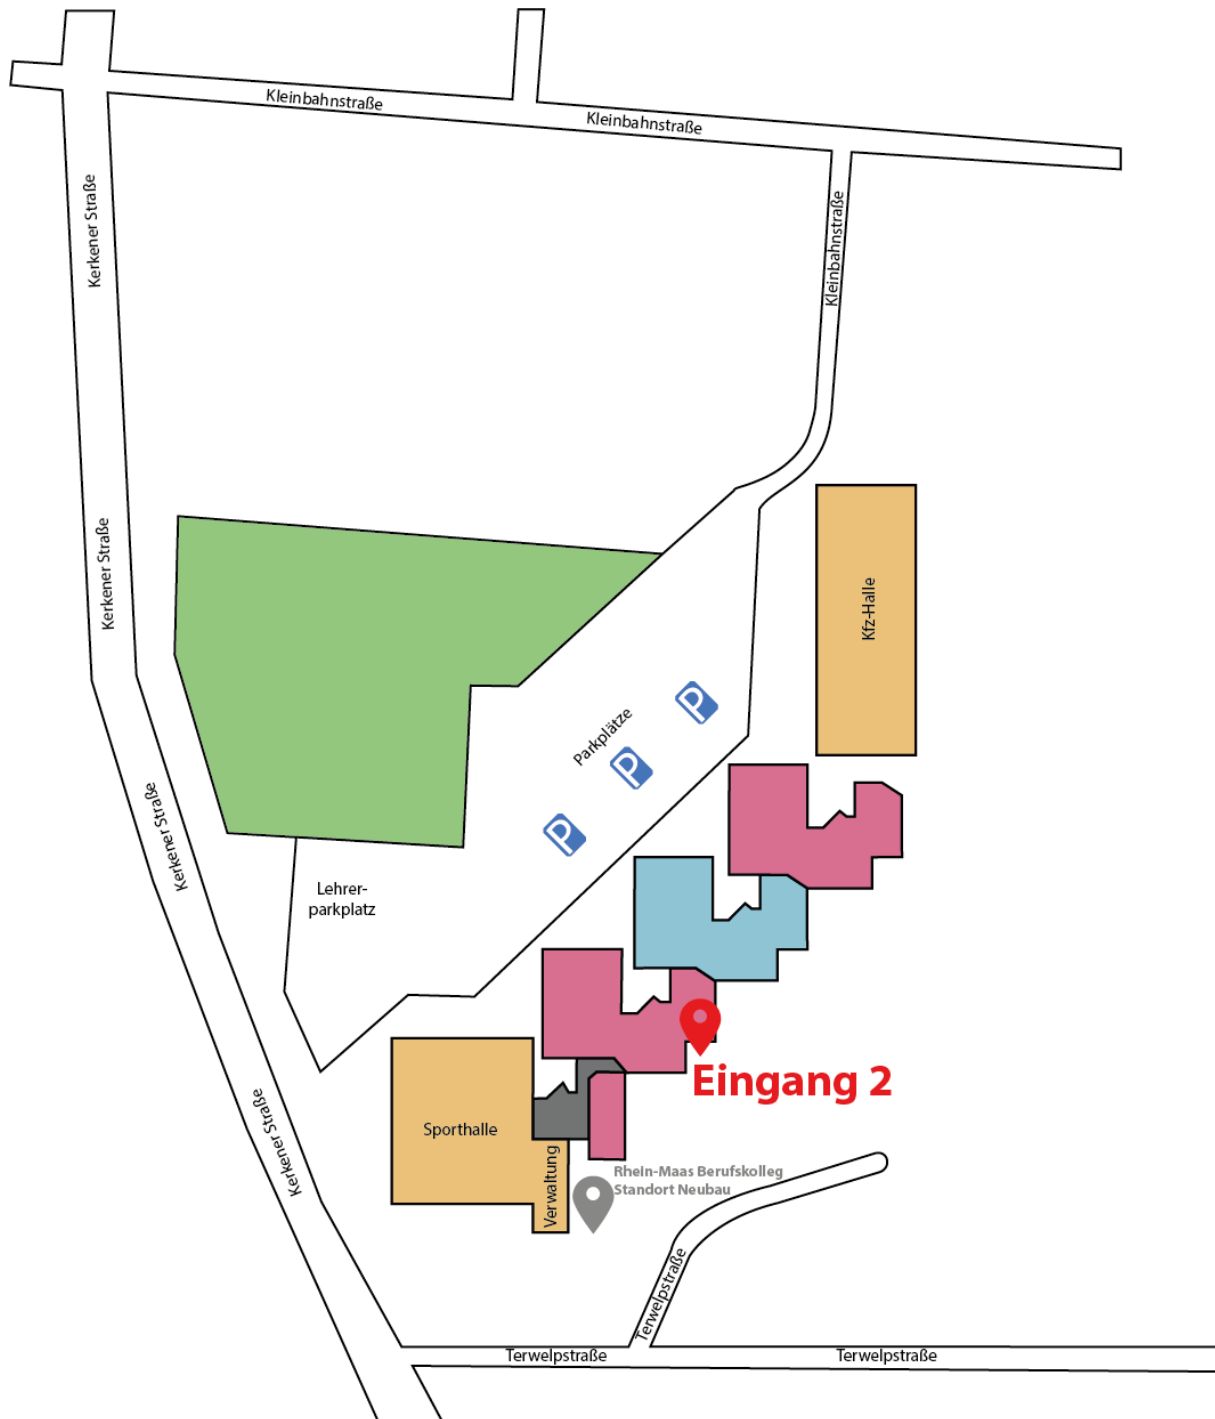 Kleinbahnstraße
Kleinbahnstraße
Kerkener Straße
Kleinbahnstraße
Kerkener Straße
Kfz-Halle
Parkplätze
P
P
P
Kerkener Straße
Lehrer-
parkplatz
Eingang 2
Sporthalle
Kerkener Straße
Verwaltung
Rhein-Maas Berufskolleg
Standort Neubau
Terwelpstraße
Terwelpstraße
Terwelpstraße